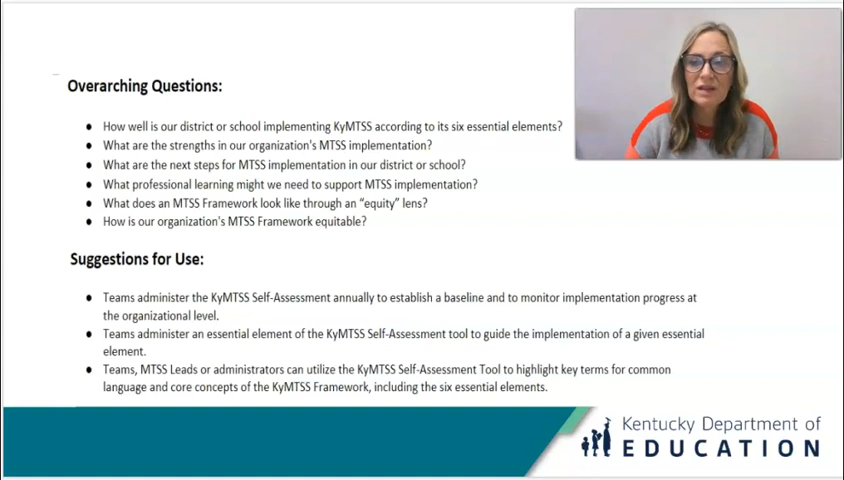 Overarching Questions:
● How well is our district or school implementing KyMTSS according to its six essential elements?
● What are the strengths in our organization's MTSS implementation?
● What are the next steps for MTSS implementation in our district or school?
● What professional learning might we need to support MTSS implementation?
● What does an MTSS Framework look like through an “equity” lens?
● How is our organization's MTSS Framework equitable?
Suggestions for Use:
● Teams administer the KyMTSS Self-Assessment annually to establish a baseline and to monitor implementation progress at
the organizational level.
● Teams administer an essential element of the KyMTSS Self-Assessment tool to guide the implementation of a given essential
element.
● Teams, MTSS Leads or administrators can utilize the KyMTSS Self-Assessment Tool to highlight key terms for common
language and core concepts of the KyMTSS Framework, including the six essential elements.
Kentucky Department of
EDUCATION